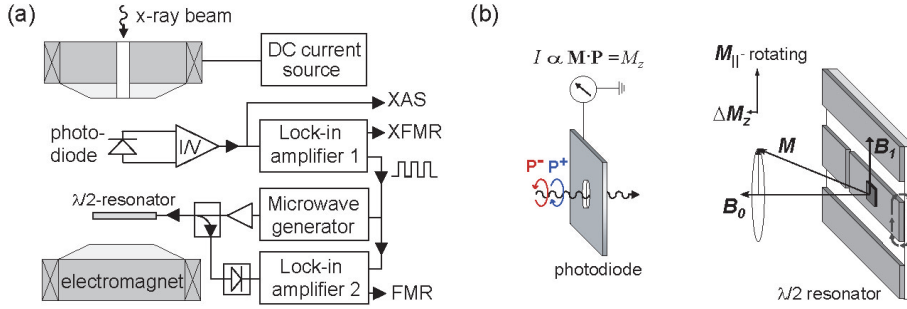 (a)
x-ray beam
DC current
source
XAS
photo-
diode
I/V
Lock-in
amplifier 1
XFMR
λ/2-resonator
Microwave
generator
electromagnet
Lock-in
amplifier 2
FMR
(b)
I ∝ M·P = Mz
P- P+
photodiode
M||- rotating
ΔMz
M
B1
B0
λ/2 resonator